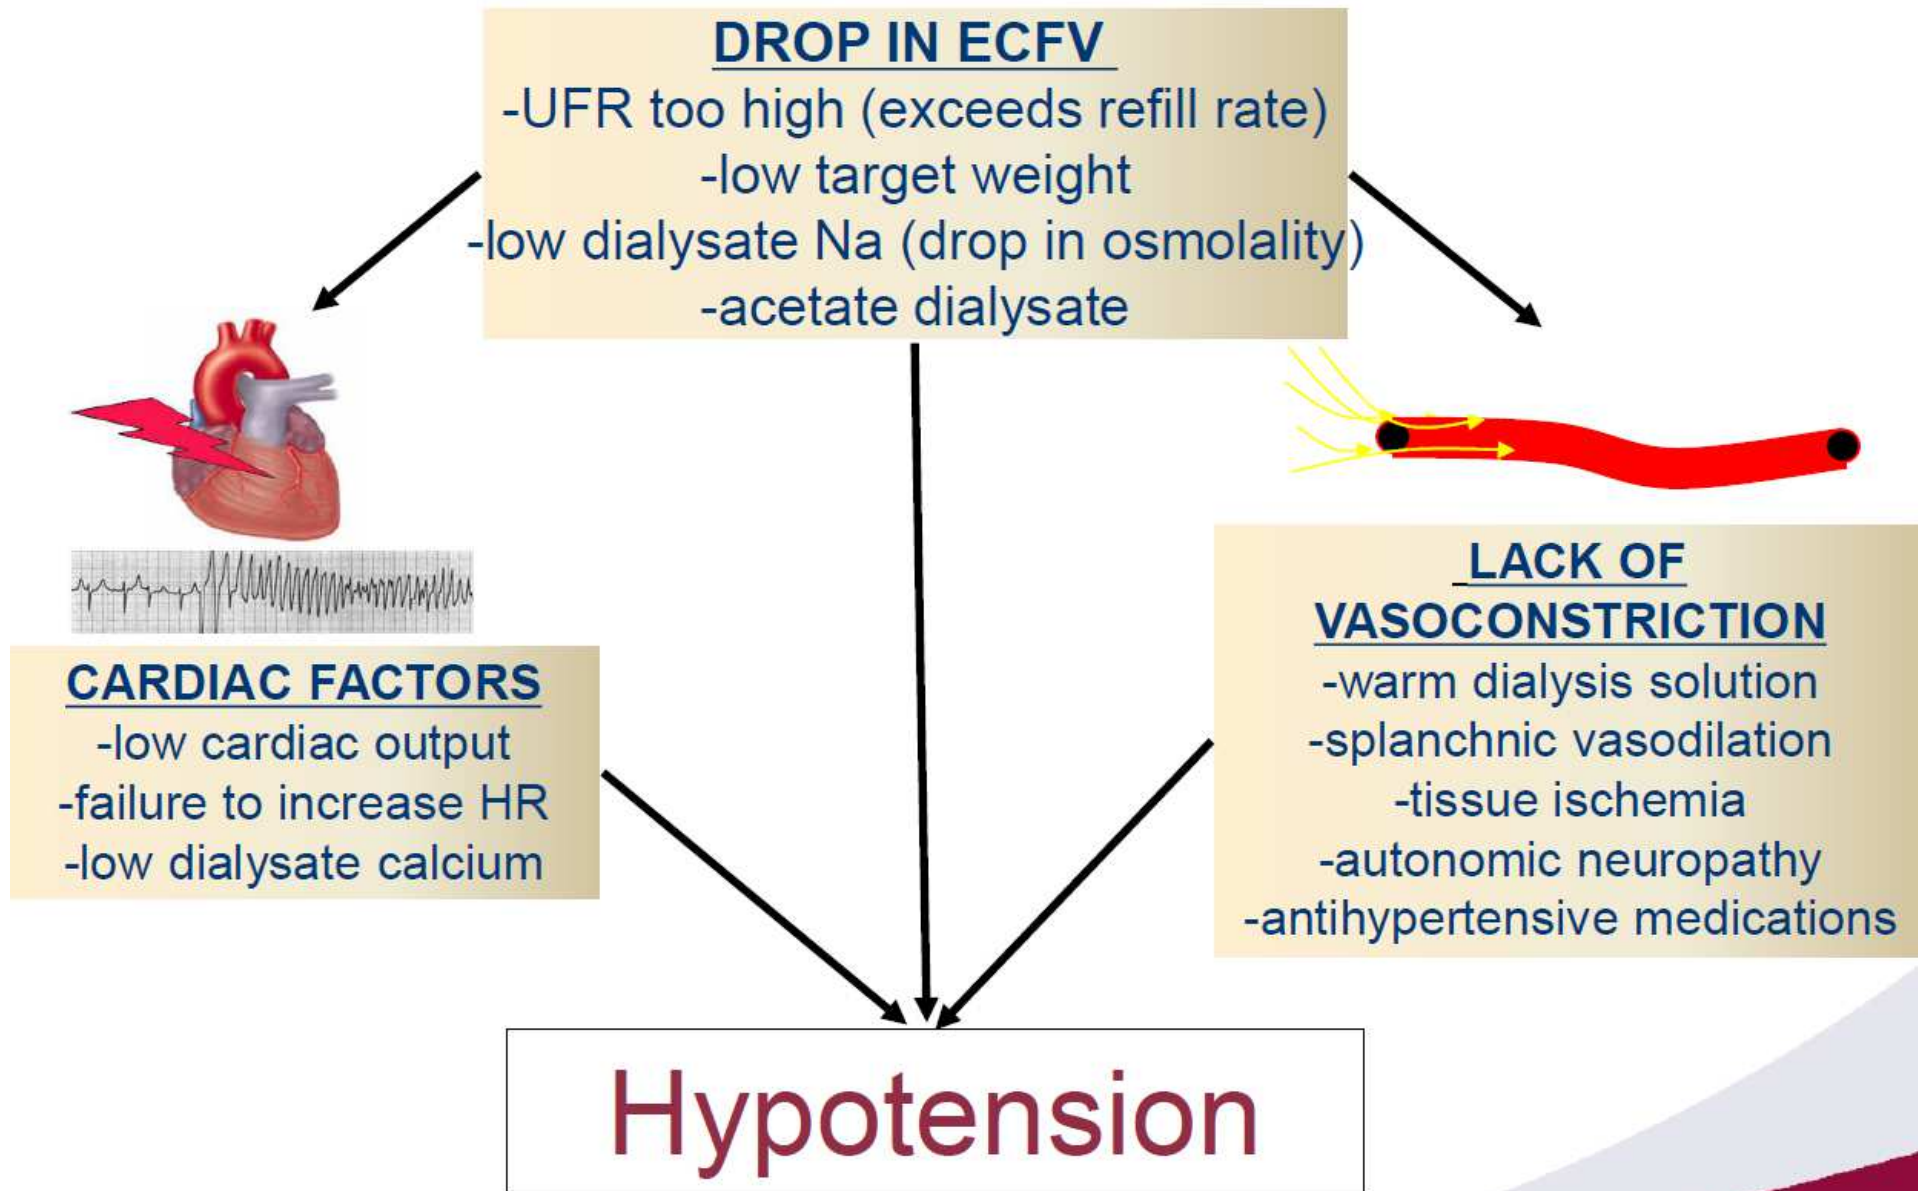 DROP IN ECFV
-UFR too high (exceeds refill rate)
-low target weight
-low dialysate Na (drop in osmolality)
-acetate dialysate
CARDIAC FACTORS
-low cardiac output
-failure to increase HR
-low dialysate calcium
LACK OF
VASOCONSTRICTION
-warm dialysis solution
-splanchnic vasodilation
-tissue ischemia
-autonomic neuropathy
-antihypertensive medications
Hypotension